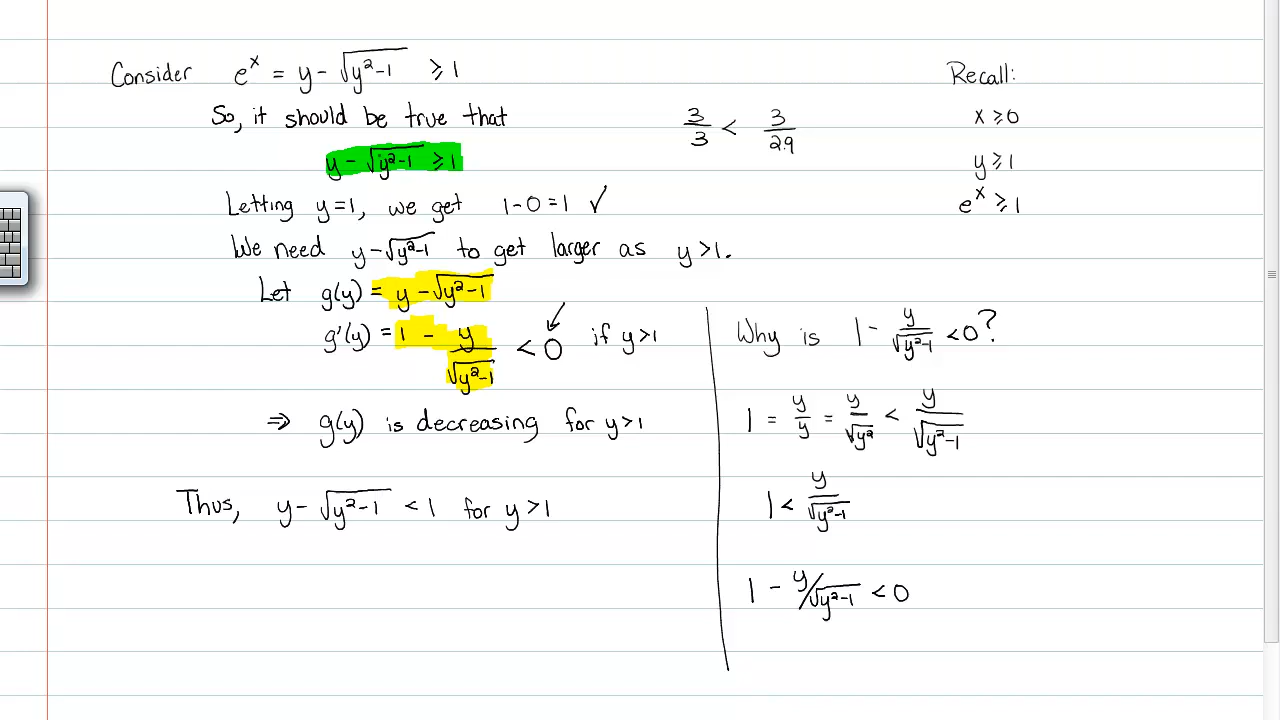 Consider e^x = y - √(y²-1) ≥ 1
So, it should be true that
y - √(y²-1) ≥ 1
Letting y=1, we get 1-0=1 ✓
We need y-√(y²-1) to get larger as y>1.
Let g(y) = y-√(y²-1)
g'(y) = 1 - y/√(y²-1) < 0 if y>1
⇒ g(y) is decreasing for y>1
Thus, y-√(y²-1) < 1 for y>1
3/3 < 3/2.9
Recall:
x ≥ 0
y ≥ 1
e^x ≥ 1
Why is 1 - y/√(y²-1) < 0?
1 = y/y = y/√(y²) < y/√(y²-1)
1 < y/√(y²-1)
1 - y/√(y²-1) < 0